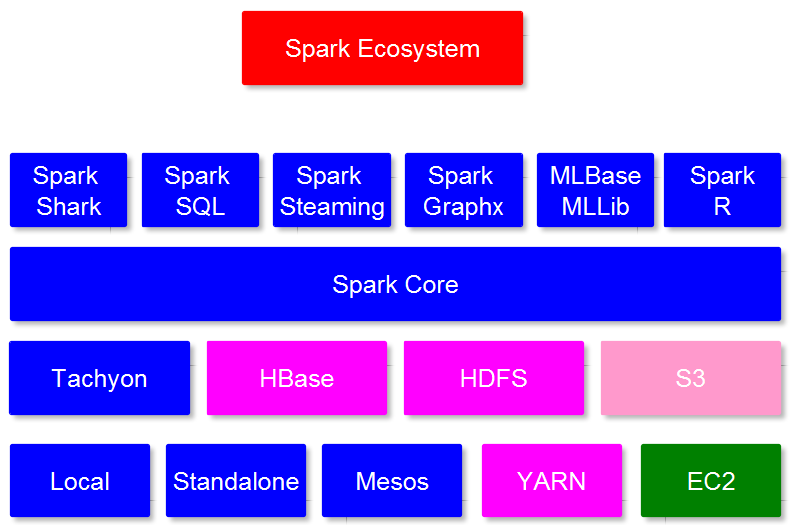 Spark Ecosystem
Spark
Shark
Spark
SQL
Spark
Steaming
Spark
Graphx
MLBase
MLLib
Spark
R
Spark Core
Tachyon
HBase
HDFS
S3
Local
Standalone
Mesos
YARN
EC2